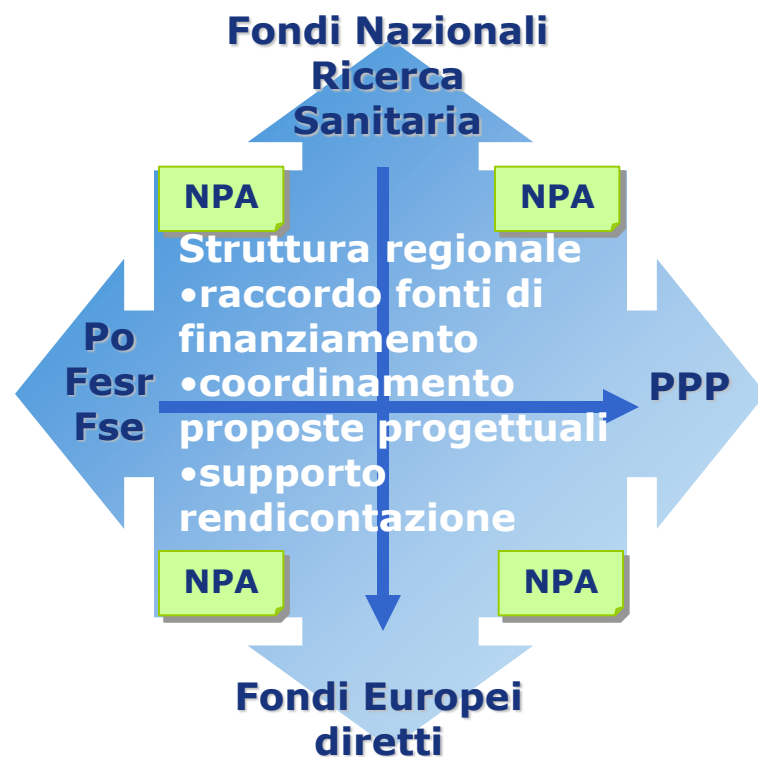 Fondi Nazionali
Ricerca
Sanitaria
NPA
NPA
Struttura regionale
•raccordo fonti di
finanziamento
•coordinamento
proposte progettuali
•supporto
rendicontazione
Po
Fesr
Fse
PPP
NPA
NPA
Fondi Europei
diretti